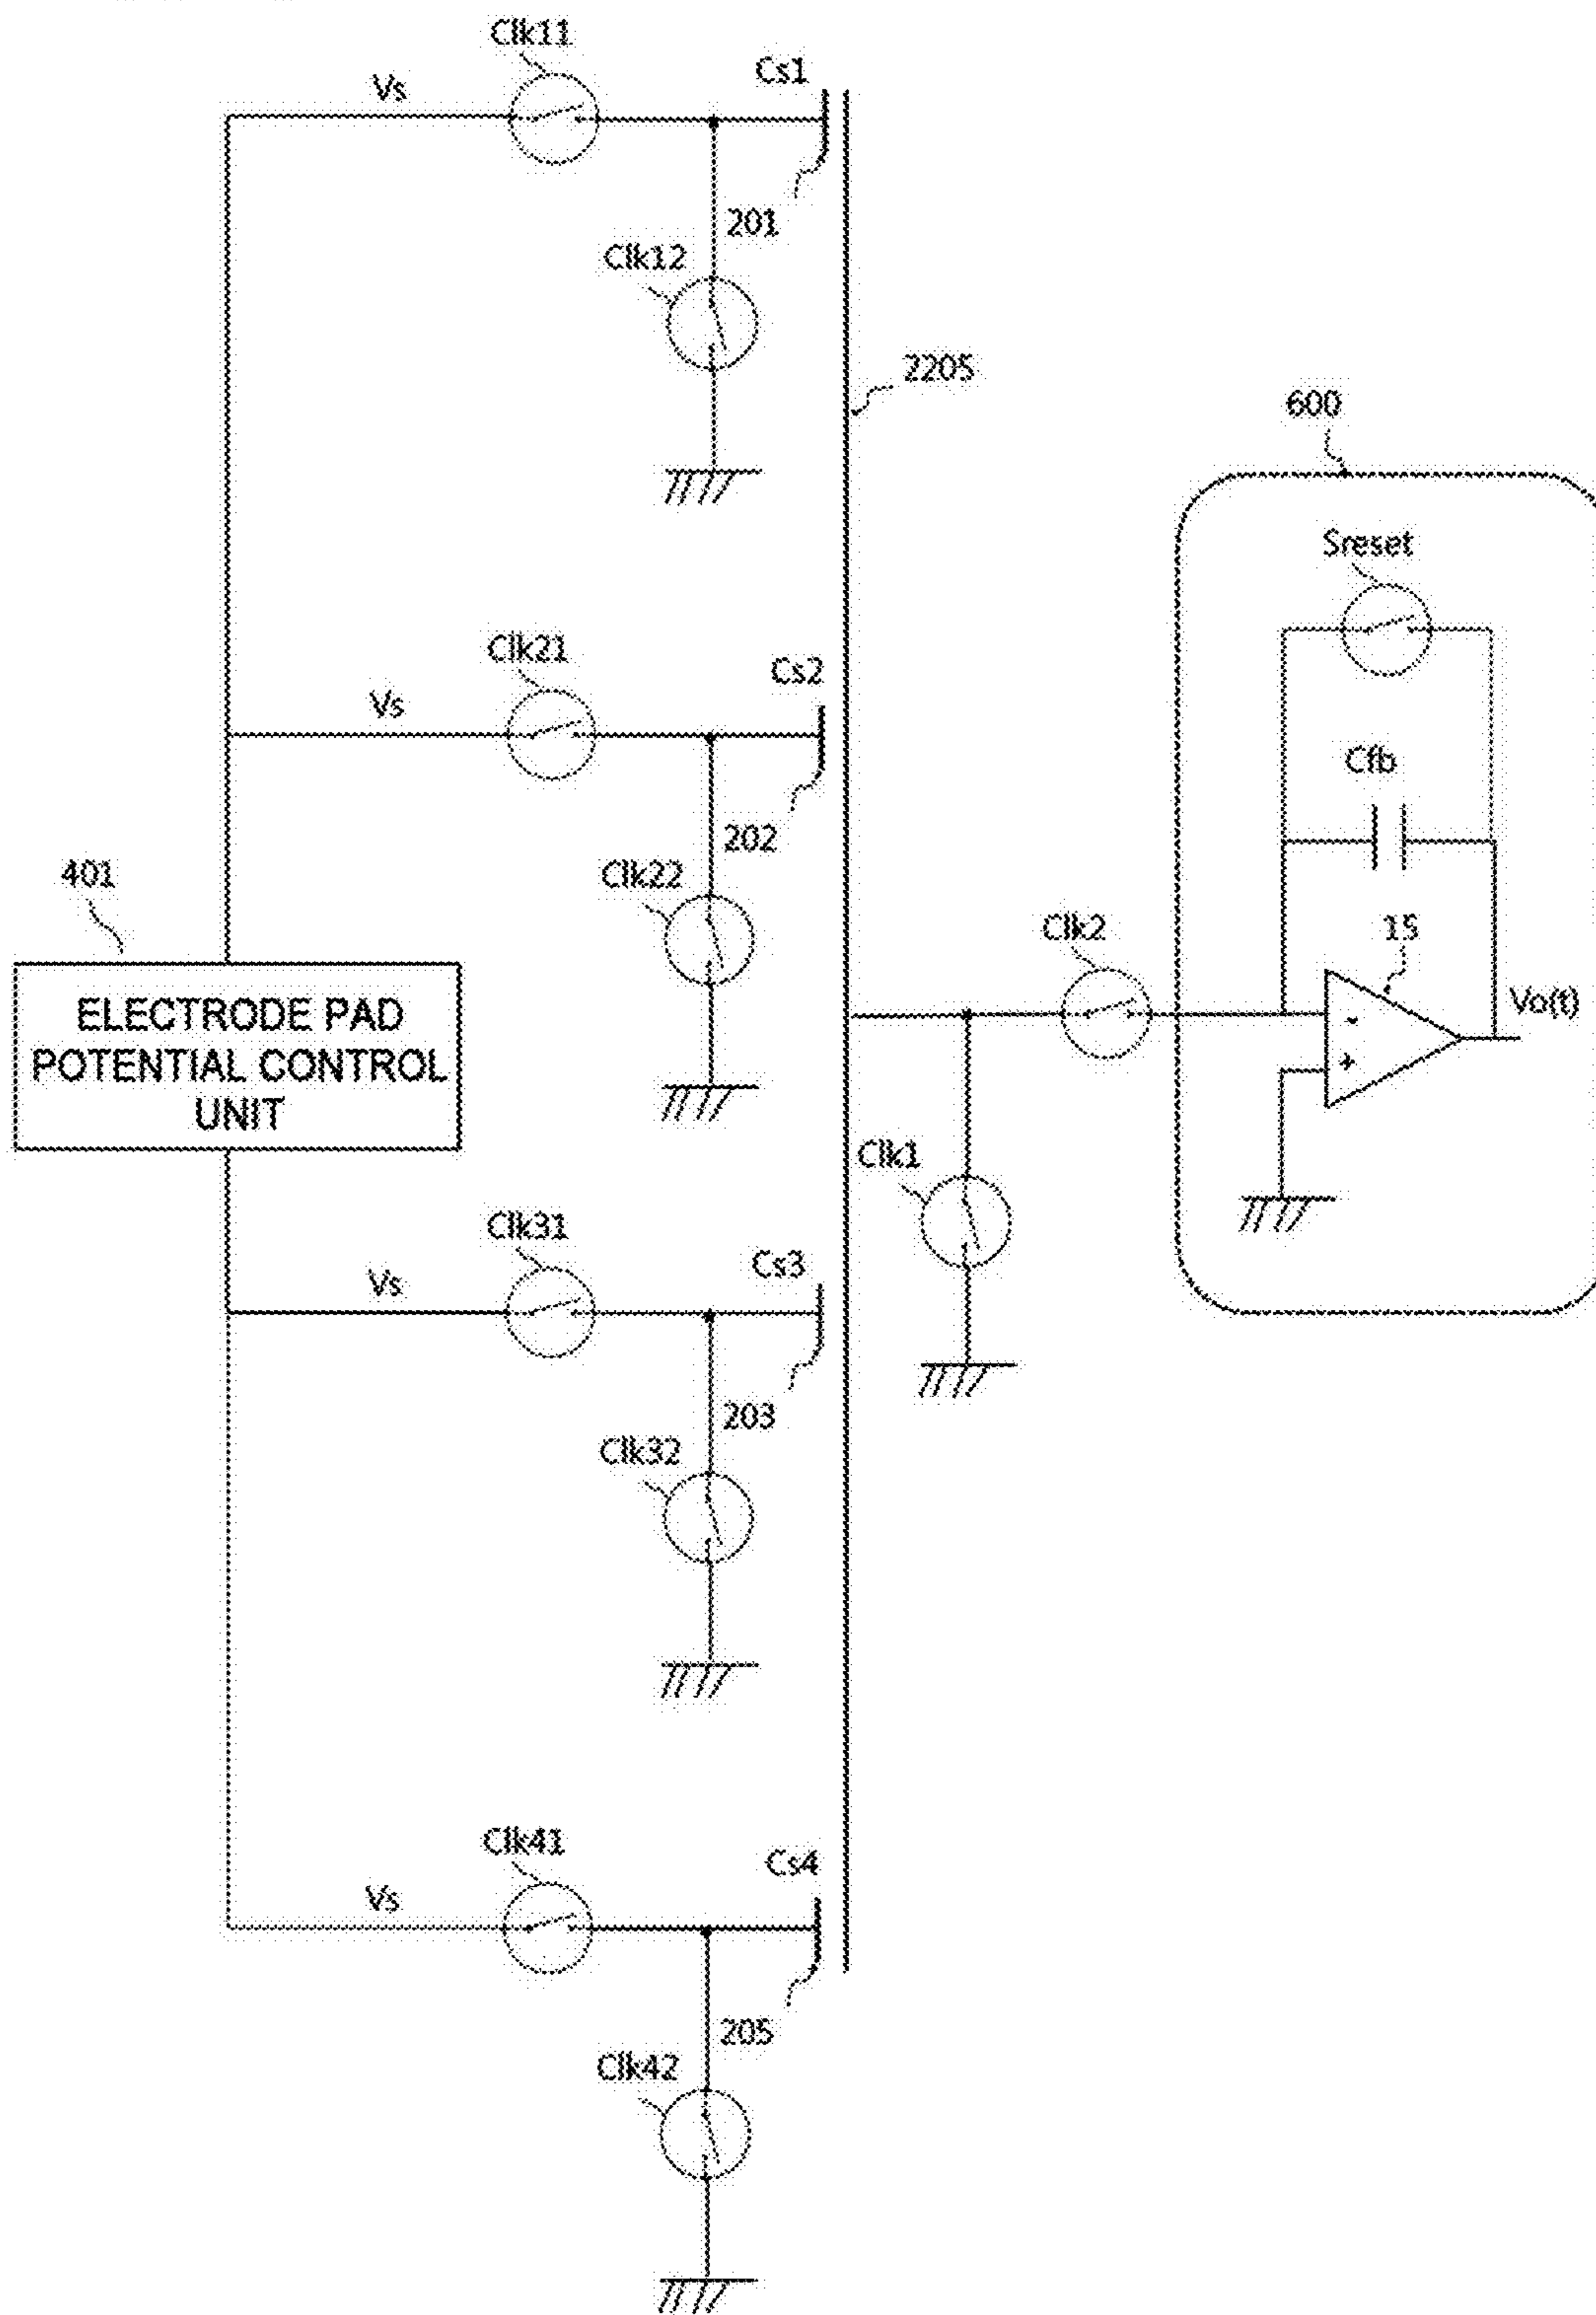 Clk11
Cs1
Vs
201
Clk12
2205
600
Sreset
Clk21
Cs2
Vs
Cfb
202
Clk22
401
15
Clk2
ELECTRODE PAD
POTENTIAL CONTROL
UNIT
Vo(t)
-
+
Clk1
Clk31
Cs3
Vs
203
Clk32
Clk41
Cs4
Vs
205
Clk42